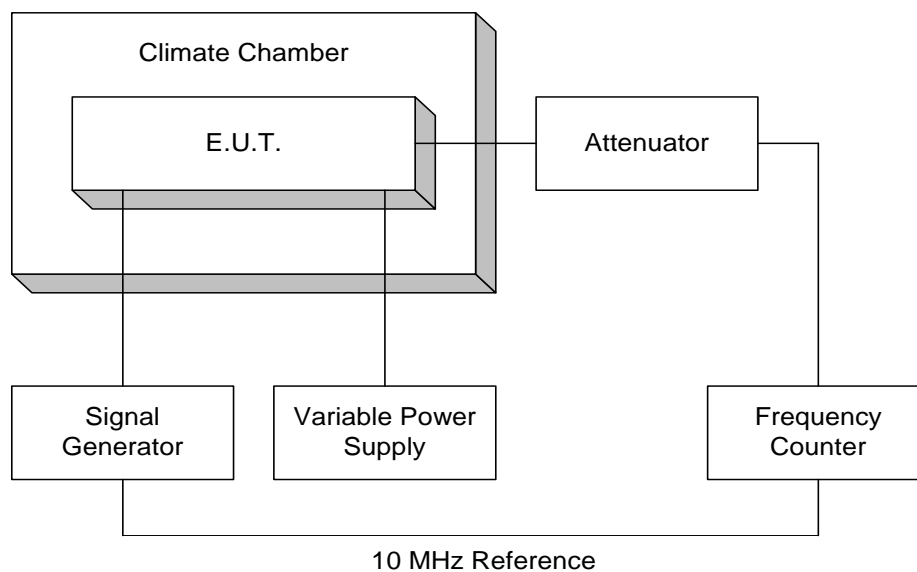 Climate Chamber
E.U.T.
Attenuator
Signal
Generator
Variable Power
Supply
Frequency
Counter
10 MHz Reference